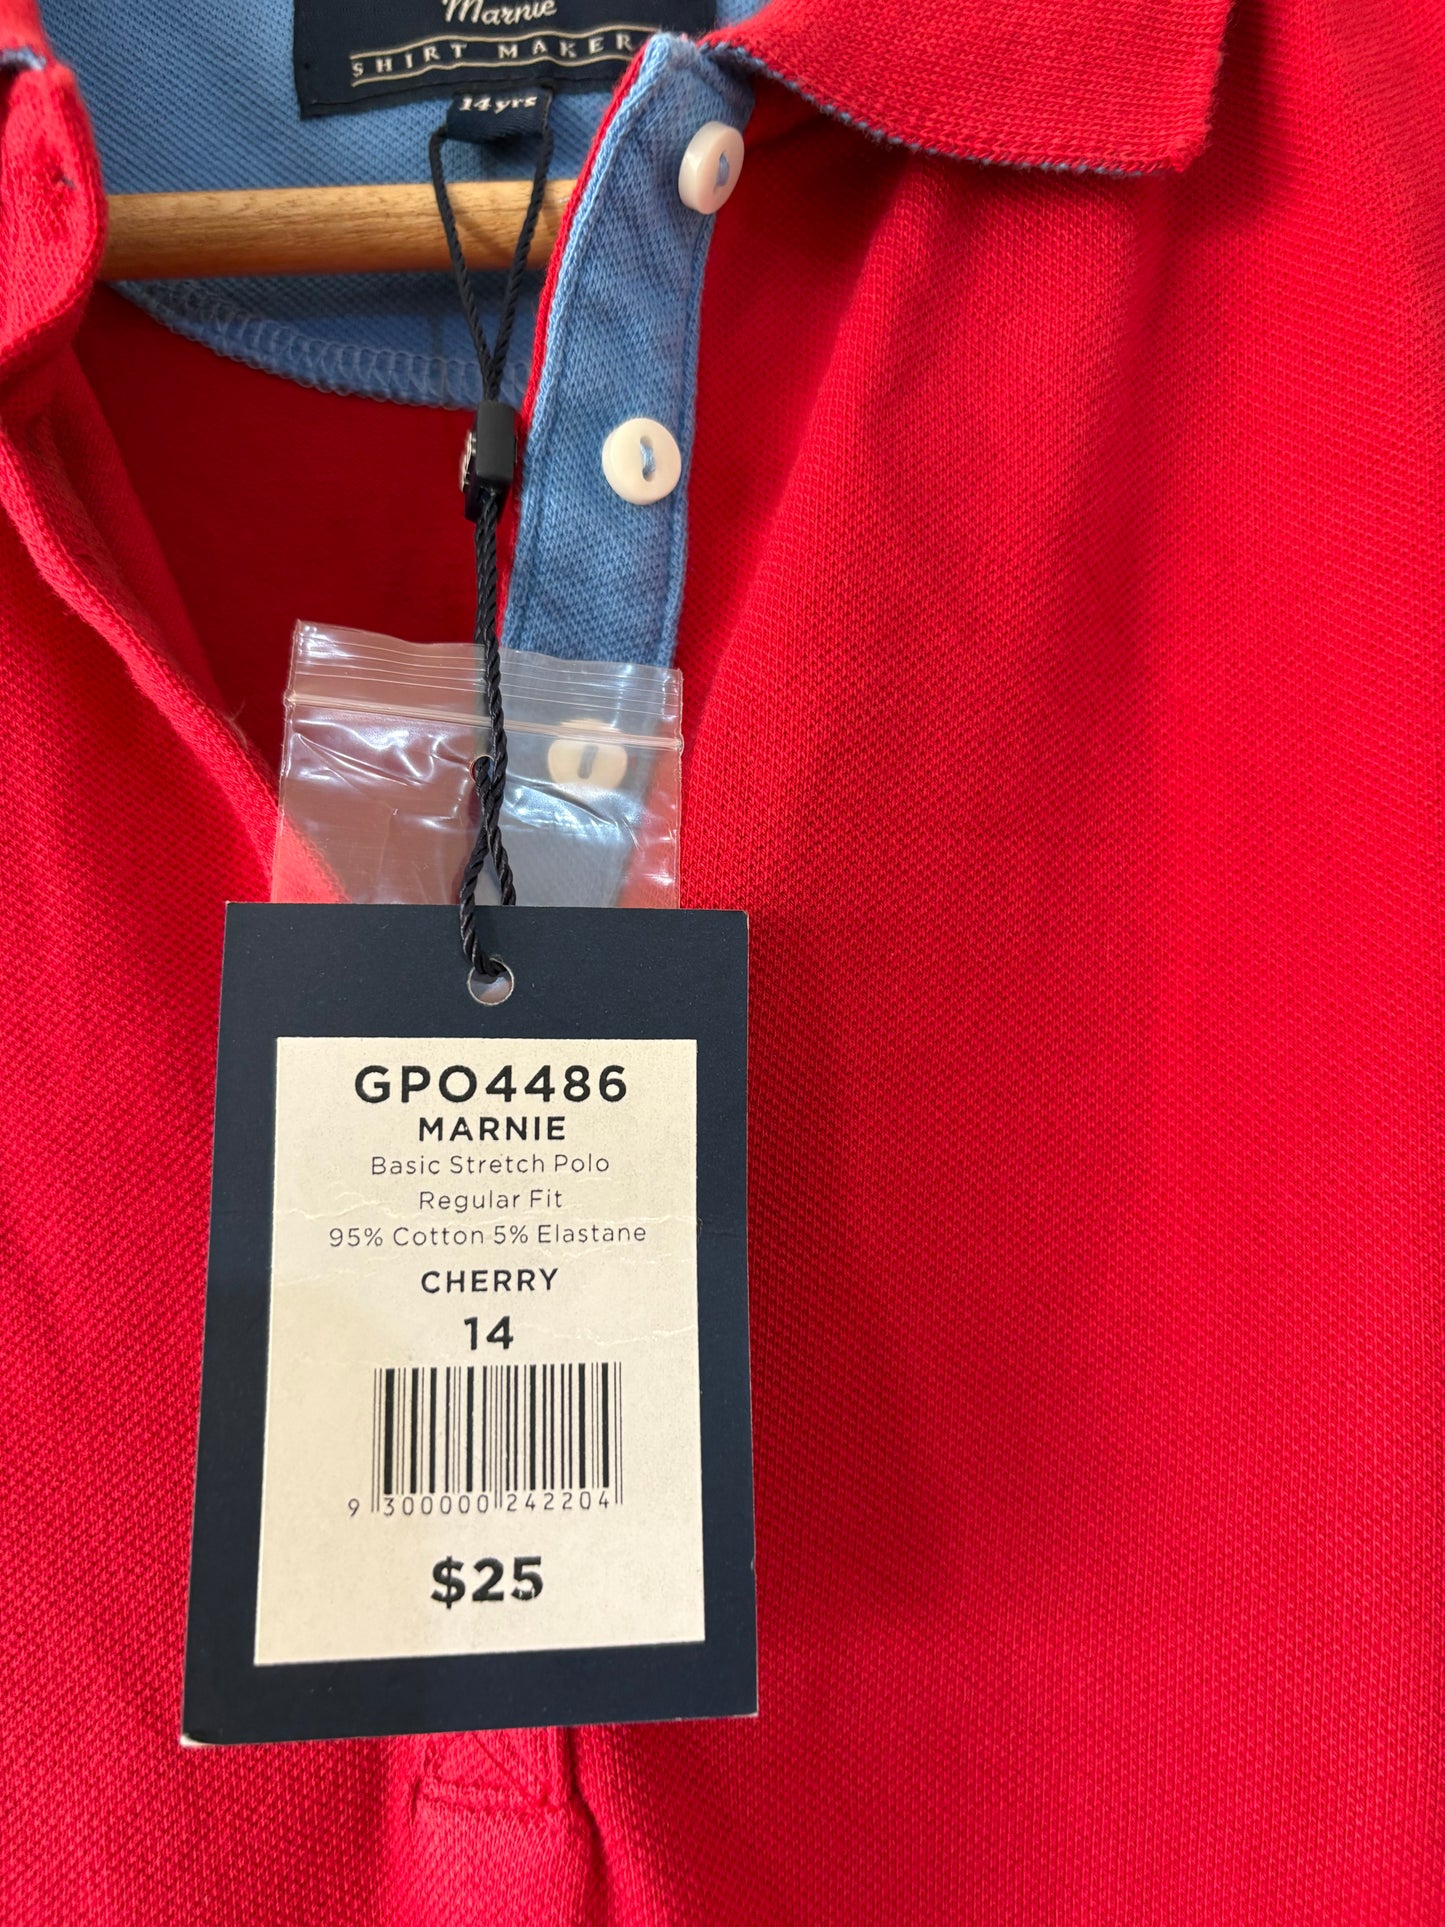 Marnie
SHIRT MAKER
14 yrs
GPO4486
MARNIE
Basic Stretch Polo
Regular Fit
95% Cotton 5% Elastane
CHERRY
14
9 300000 242204
$25